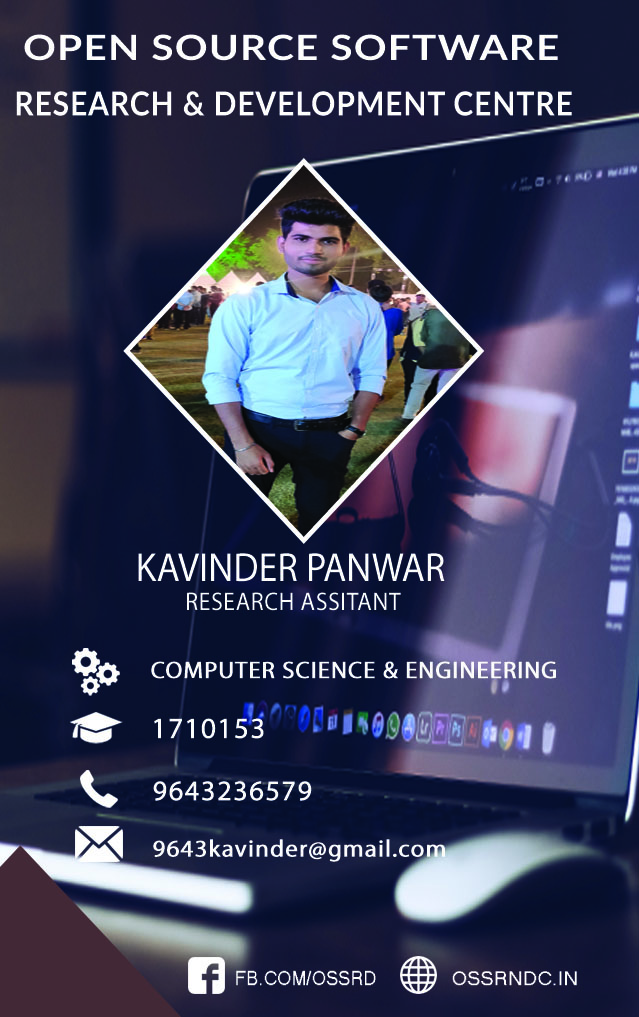 OPEN SOURCE SOFTWARE
RESEARCH & DEVELOPMENT CENTRE
KAVINDER PANWAR
RESEARCH ASSITANT
COMPUTER SCIENCE & ENGINEERING
1710153
9643236579
9643kavinder@gmail.com
FB.COM/OSSRD
OSSRNDC.IN